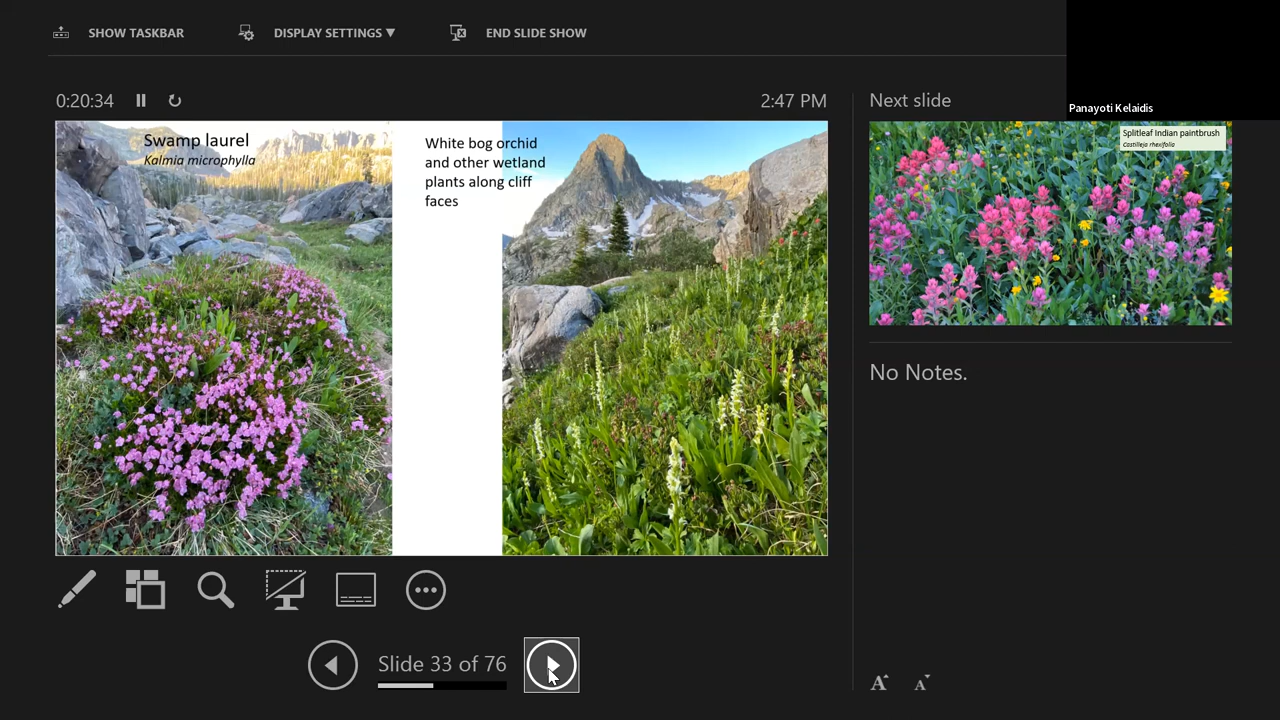 SHOW TASKBAR
DISPLAY SETTINGS ▼
END SLIDE SHOW
0:20:34
2:47 PM
Next slide
Panayoti Kelaidis
Swamp laurel
Kalmia microphylla
White bog orchid
and other wetland
plants along cliff
faces
Splitleaf Indian paintbrush
Castilleja rhexifolia
No Notes.
Slide 33 of 76
A
A